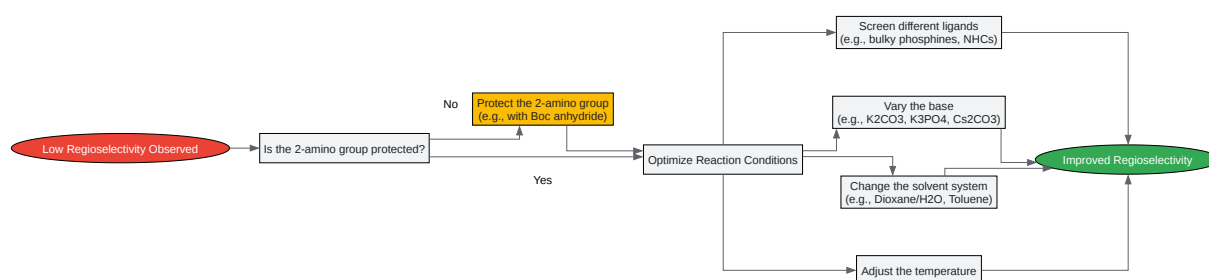 Screen different ligands
(e.g., bulky phosphines, NHCs)
No
Protect the 2-amino group
(e.g., with Boc anhydride)
Vary the base
(e.g., K2CO3, K3PO4, Cs2CO3)
Low Regioselectivity Observed
Is the 2-amino group protected?
Optimize Reaction Conditions
Improved Regioselectivity
Yes
Change the solvent system
(e.g., Dioxane/H2O, Toluene)
Adjust the temperature